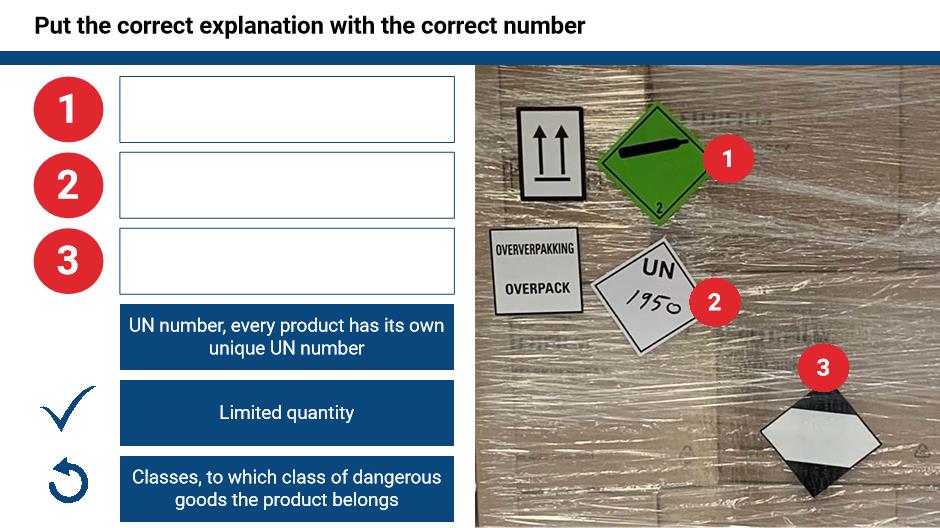 Put the correct explanation with the correct number
1
2
3
UN number, every product has its own
unique UN number
Limited quantity
Classes, to which class of dangerous
goods the product belongs
1
2
OVERVERPAKKING
OVERPACK
UN
1950
2
3